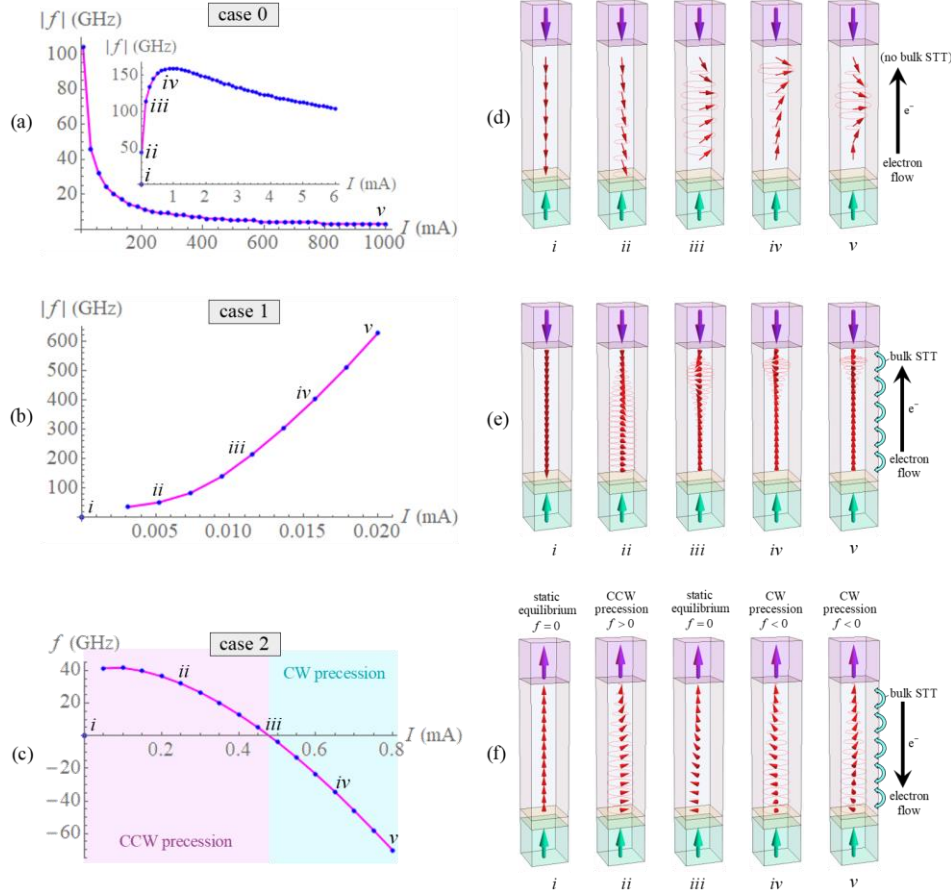 case 0
|f| (GHz)
100
80
60
40
20
|f| (GHz)
150
100
50
iv
iii
ii
i
1 2 3 4 5 6
I (mA)
v
I (mA)
200 400 600 800 1000
(a)
(d)
(no bulk STT)
e⁻
electron
flow
i ii iii iv v
case 1
|f| (GHz)
600
500
400
300
200
100
i
ii
iii
iv
v
0.005 0.010 0.015 0.020
I (mA)
(b)
(e)
bulk STT
e⁻
electron
flow
i ii iii iv v
case 2
f (GHz)
40
20
−20
−40
−60
CW precession
CCW precession
i
ii
iii
iv
v
0.2 0.4 0.6 0.8
I (mA)
(c)
(f)
static
equilibrium
f = 0
CCW
precession
f > 0
static
equilibrium
f = 0
CW
precession
f < 0
CW
precession
f < 0
bulk STT
e⁻
electron
flow
i ii iii iv v